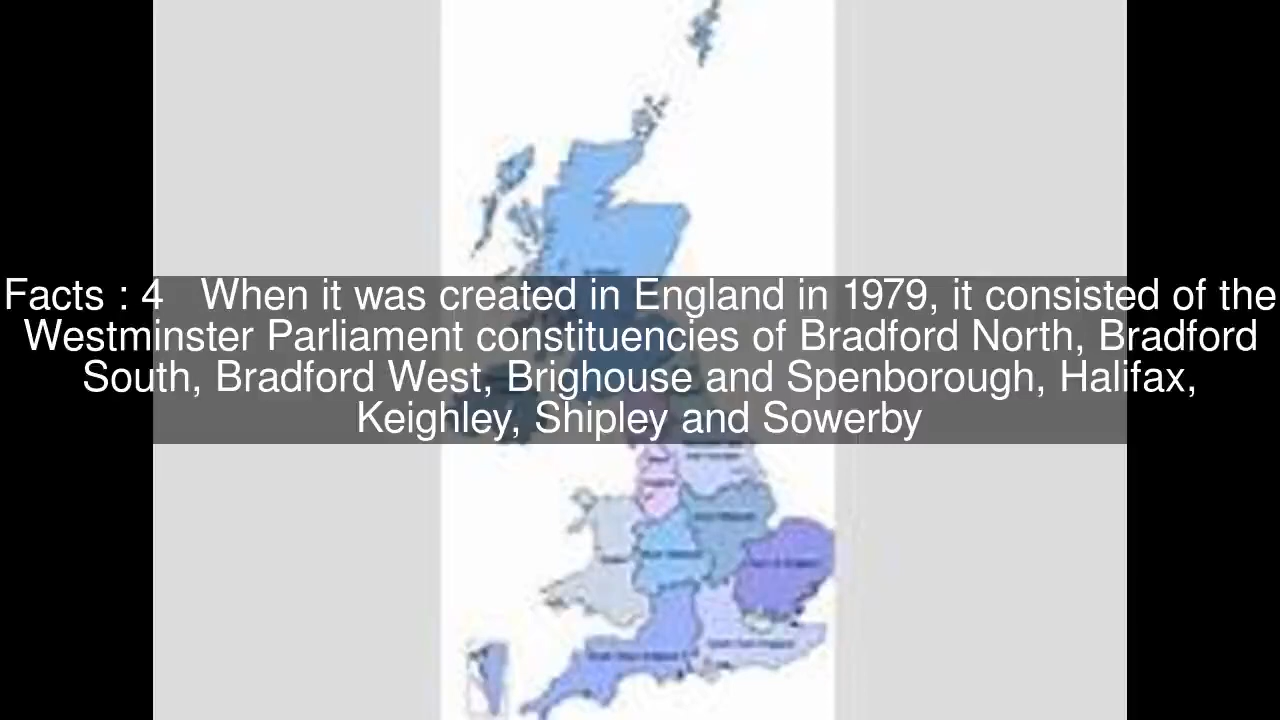 Facts : 4 When it was created in England in 1979, it consisted of the
Westminster Parliament constituencies of Bradford North, Bradford
South, Bradford West, Brighouse and Spenborough, Halifax,
Keighley, Shipley and Sowerby